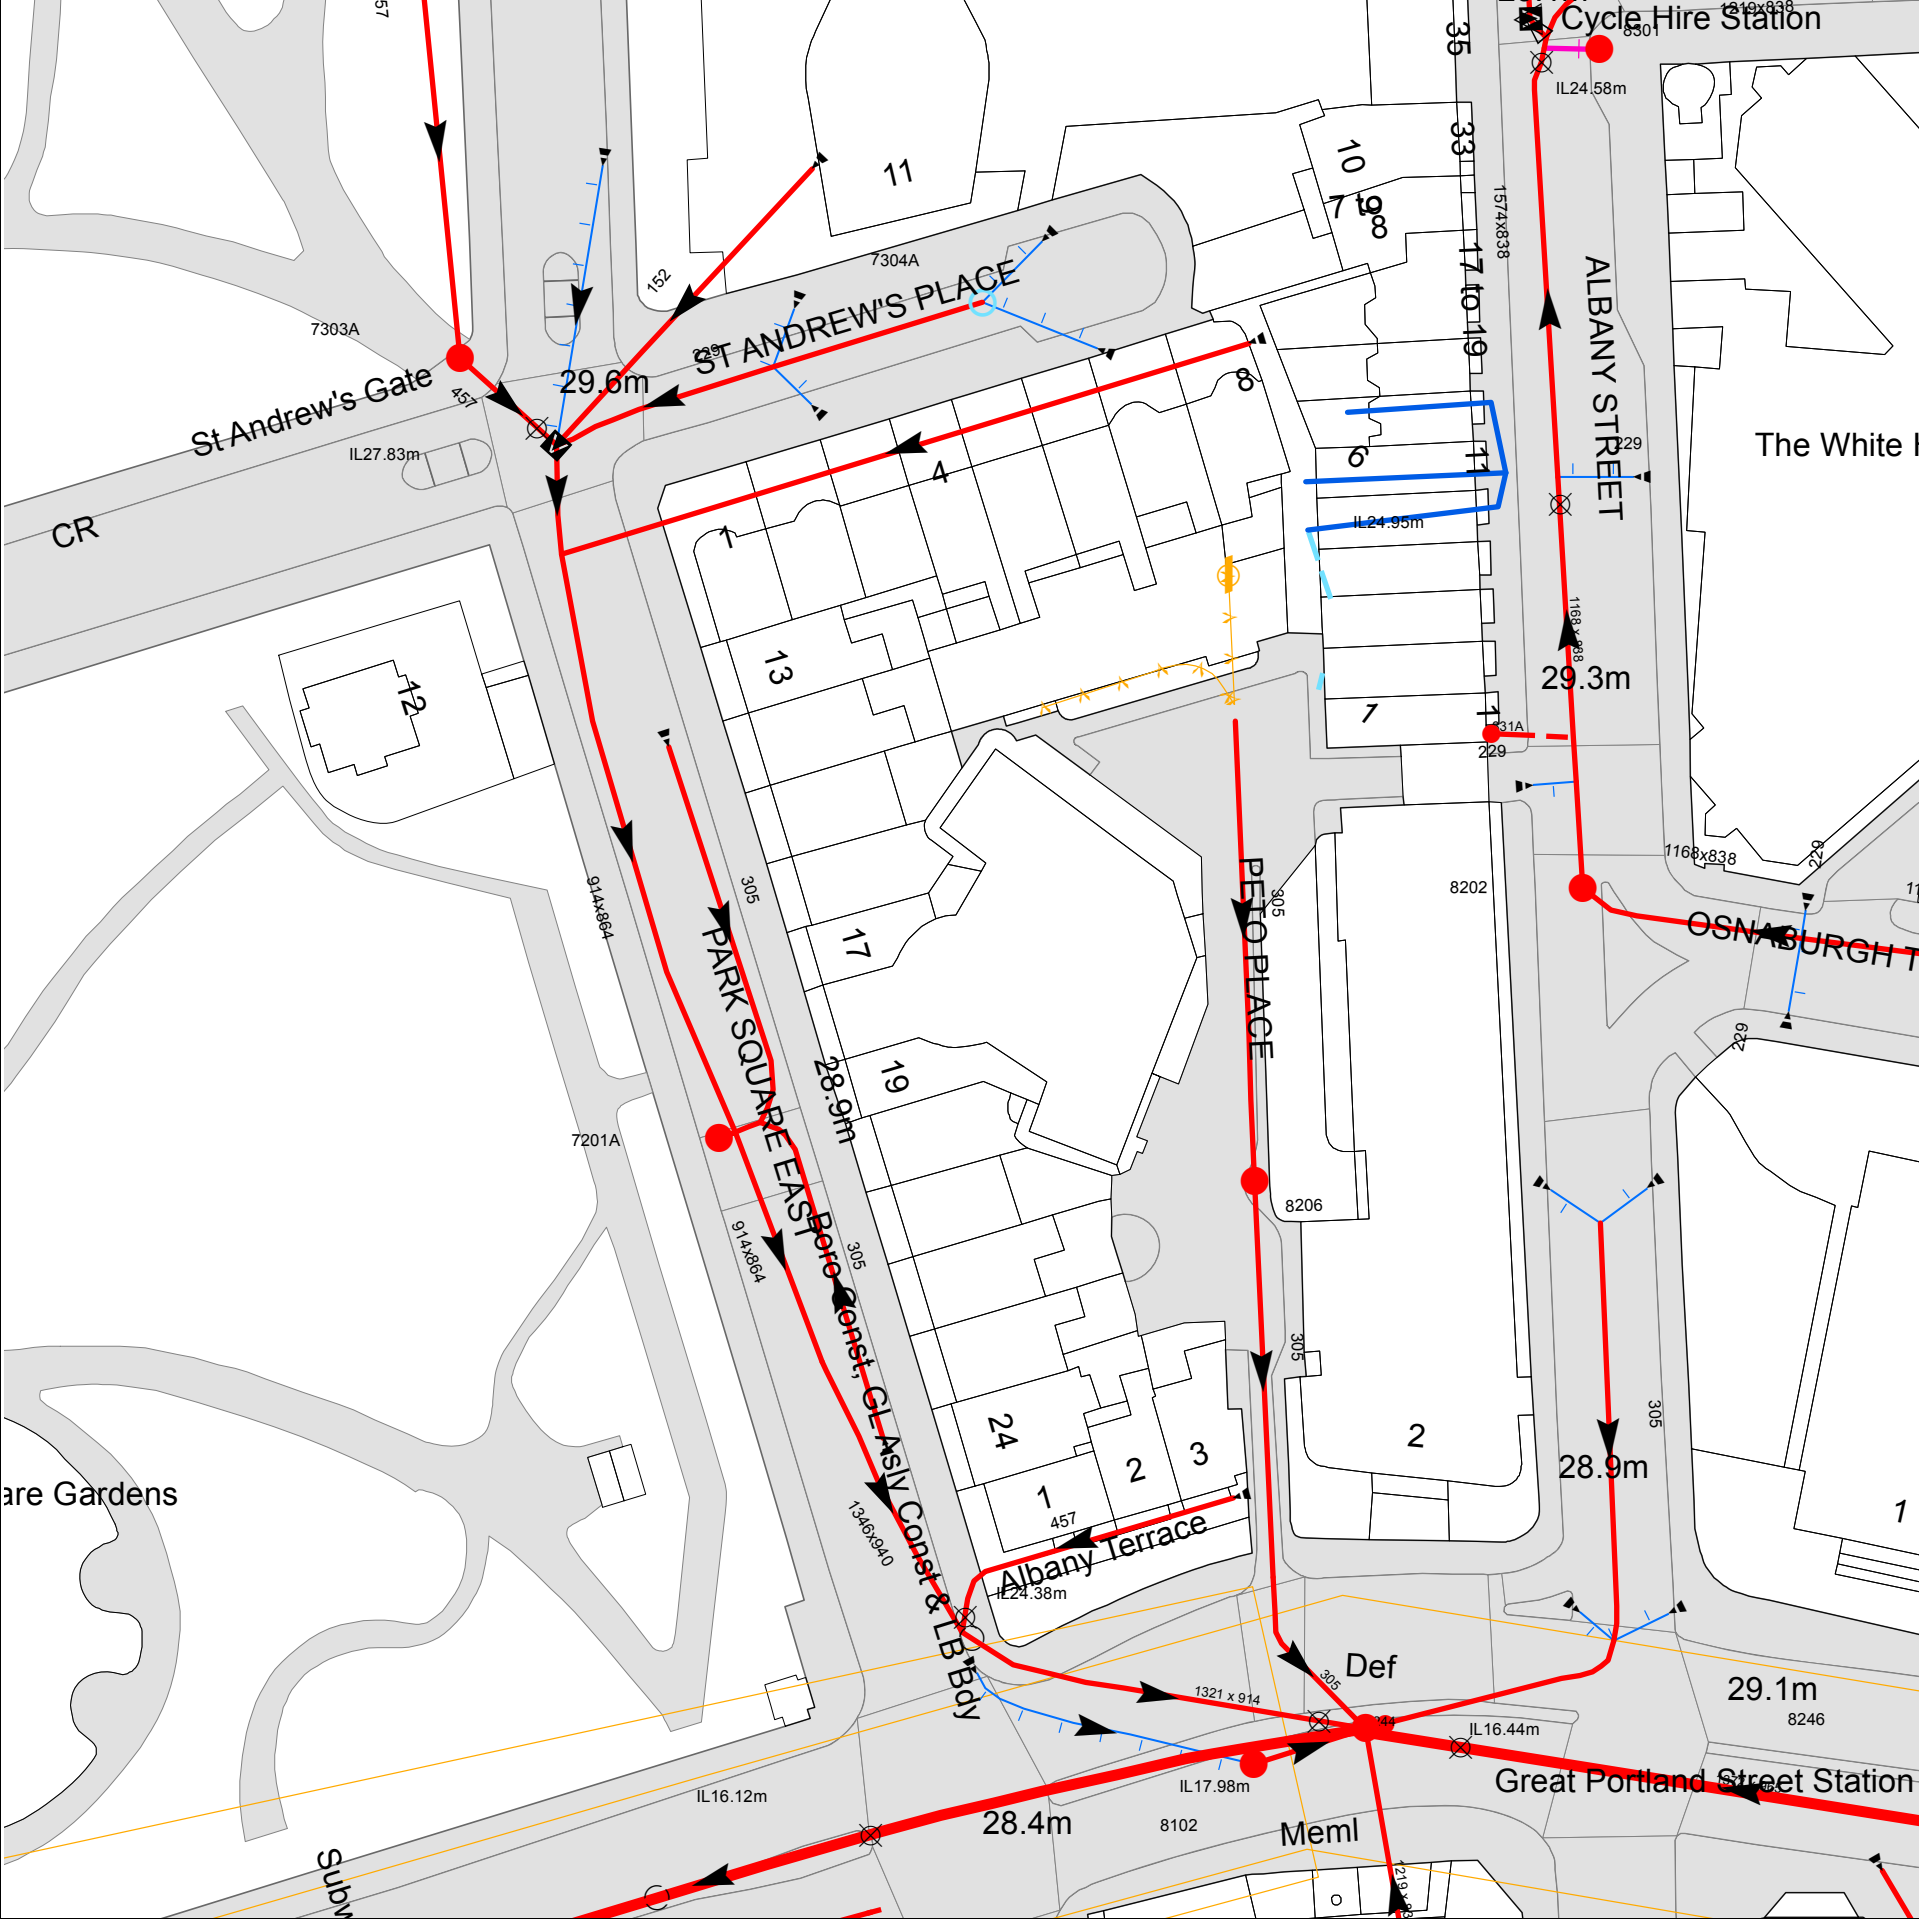 Cycle Hire Station
1219x838
8301
IL24.58m
35
33
10
7 to 9
8
11
1574x838
17 to 19
ALBANY STREET
7304A
ST ANDREW'S PLACE
152
229
7303A
29.6m
457
St Andrew's Gate
IL27.83m
CR
8
4
1
6
11
IL24.95m
229
The White H
13
12
29.3m
1
1
229
1168x838
229
8202
305
PETO PLACE
OSNABURGH T
229
914x864
305
PARK SQUARE EAST
17
19
28.9m
7201A
8206
914x864
305
Boro Const, GL Asly Const & LB Bdy
305
305
24
2
3
1
2
28.9m
1
are Gardens
457
Albany Terrace
1346x940
IL24.38m
Def
305
1321 x 914
29.1m
8246
IL16.44m
Great Portland Street Station
IL17.98m
IL16.12m
28.4m
8102
Meml
Subw